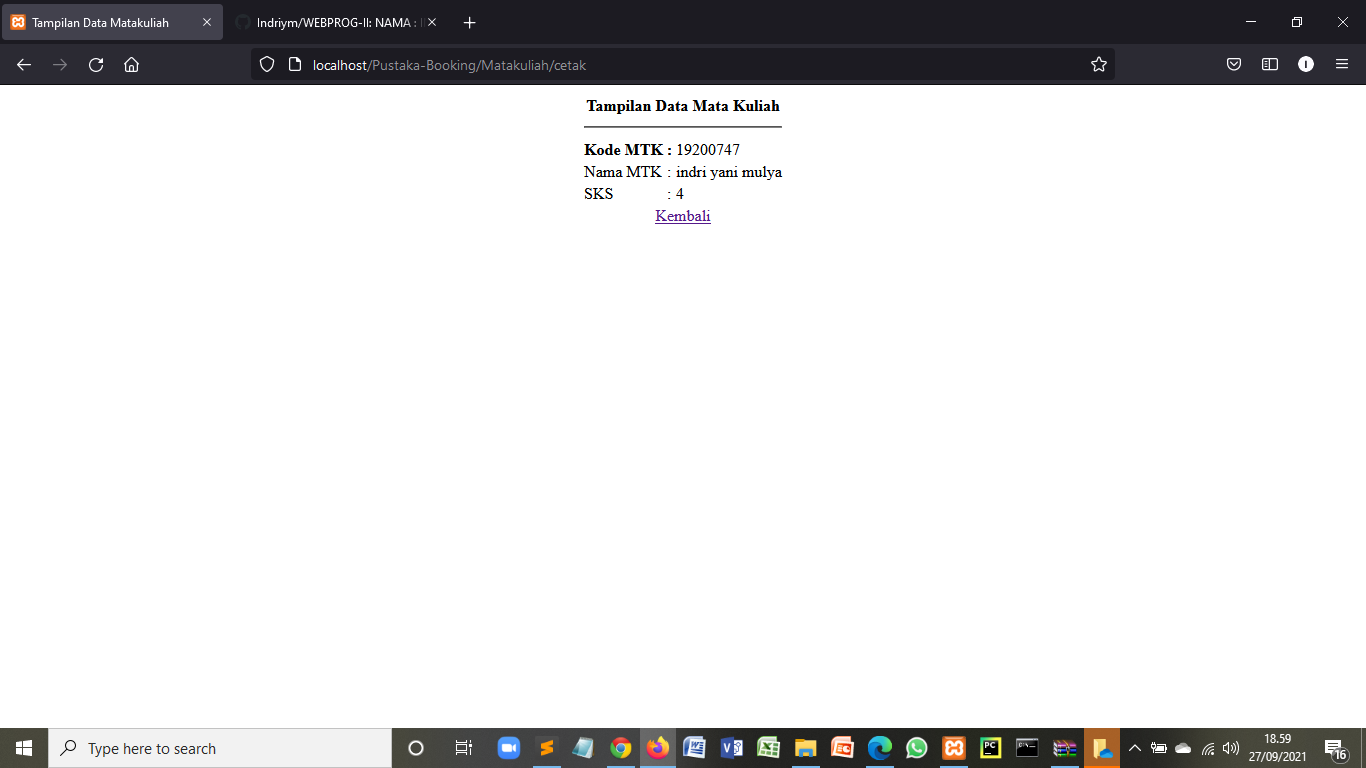 Tampilan Data Matakuliah
Indriym/WEBPROG-II: NAMA :
localhost/Pustaka-Booking/Matakuliah/cetak
Tampilan Data Mata Kuliah
Kode MTK : 19200747
Nama MTK : indri yani mulya
SKS : 4
Kembali
Type here to search
18.59
27/09/2021
16